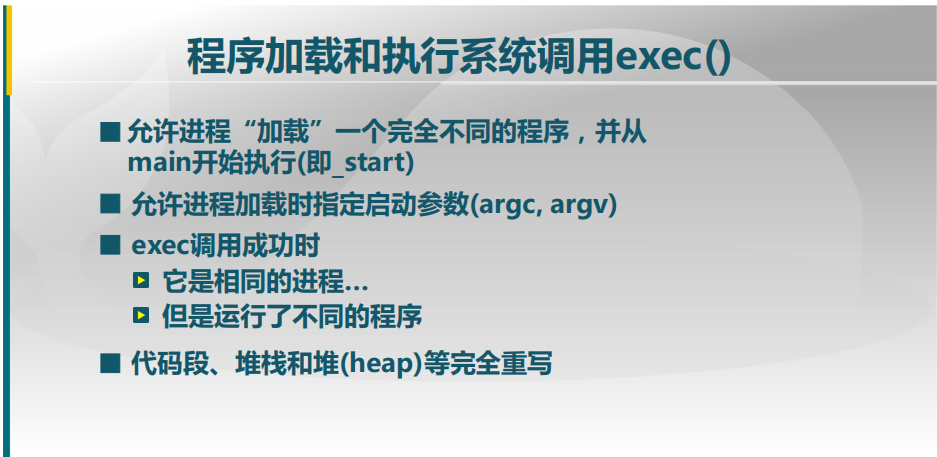 程序加载和执行系统调用exec()
允许进程“加载”一个完全不同的程序，并从
main开始执行(即_start)
允许进程加载时指定启动参数(argc, argv)
exec调用成功时
它是相同的进程…
但是运行了不同的程序
代码段、堆栈和堆(heap)等完全重写